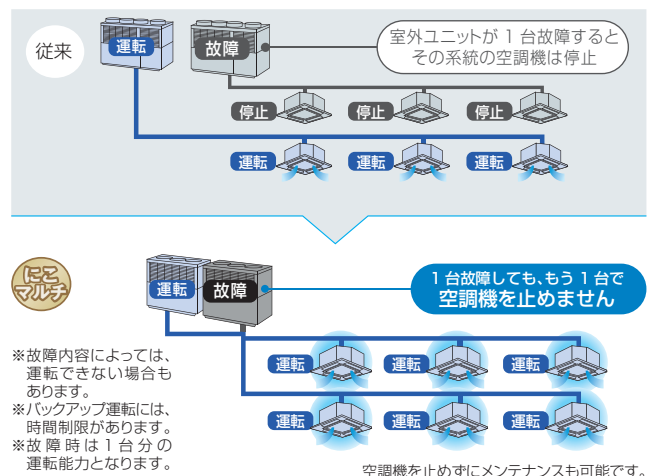 従来
運転
故障
室外ユニットが1台故障すると
その系統の空調機は停止
停止
停止
停止
運転
運転
運転
にこ
マルチ
運転
故障
1台故障しても、もう1台で
空調機を止めません
運転
運転
運転
運転
運転
運転
※故障内容によっては、
運転できない場合も
あります。
※バックアップ運転には、
時間制限があります。
※故障時は1台分の
運転能力となります。
空調機を止めずにメンテナンスも可能です。